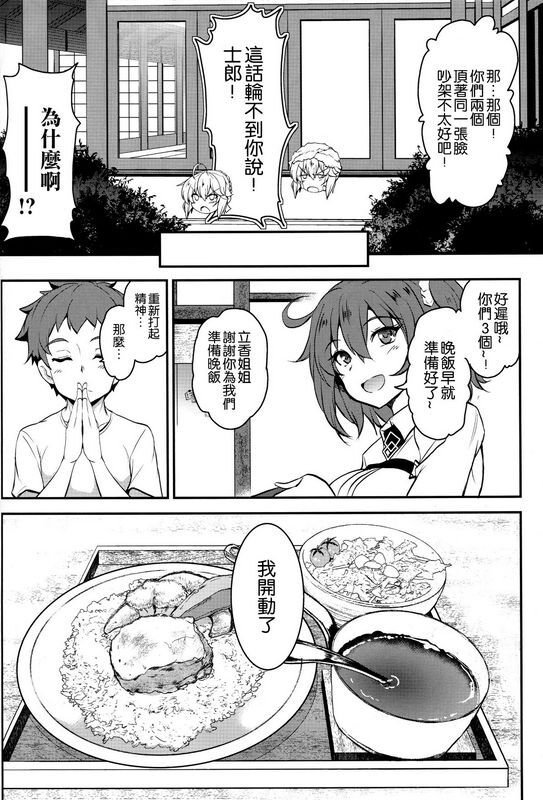 那…那個！
你們兩個
頂著同一張臉
吵架不太好吧！
這話輪不到你說！
士郎！
為什麼啊
——!?
好遲哦~
你們３個~！
晚飯早就
準備好了~
立香姐姐
謝謝你為我們
準備晚飯
重新打起
精神…
那麼…
我開動了